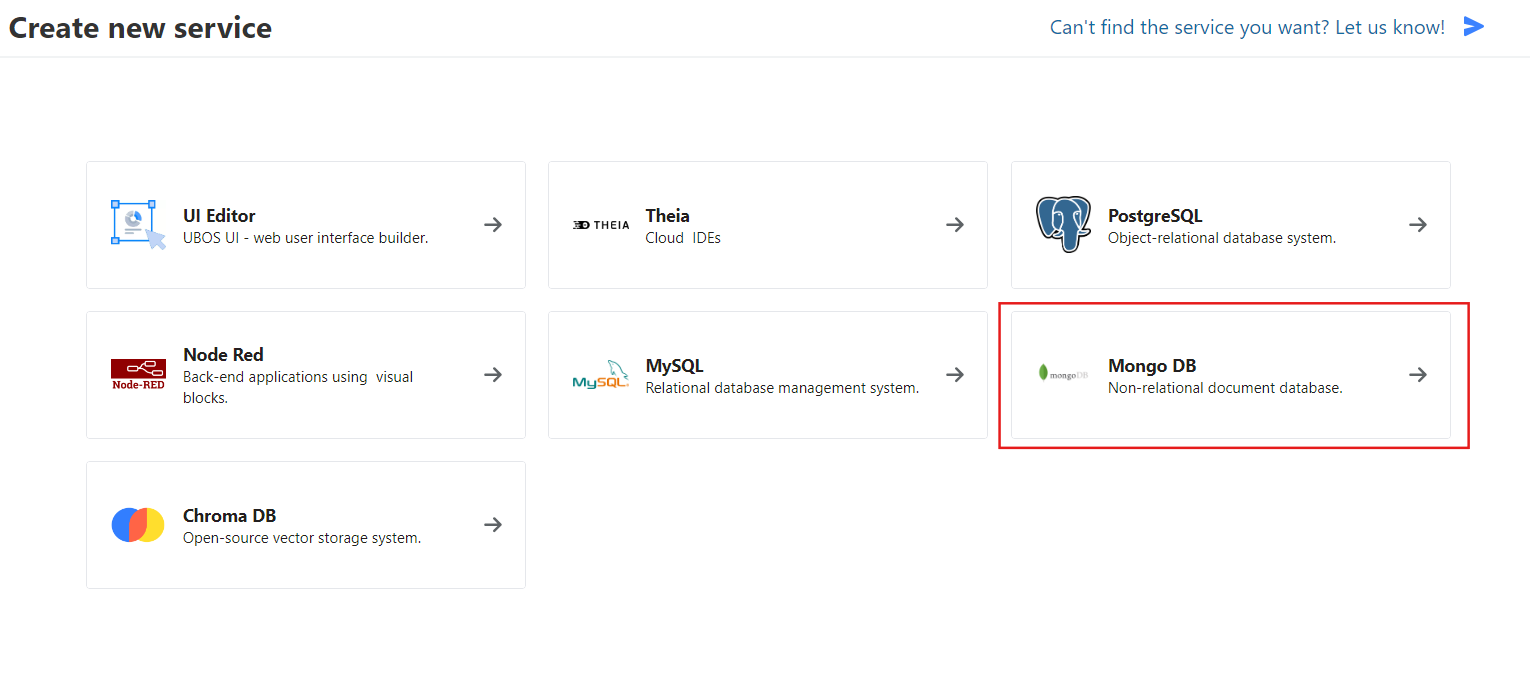 Create new service
Can't find the service you want? Let us know!
UI Editor
UBOS UI - web user interface builder.
THEIA
Theia
Cloud IDEs
PostgreSQL
Object-relational database system.
Node-RED
Node Red
Back-end applications using visual
blocks.
MySQL
MySQL
Relational database management system.
mongoDB
Mongo DB
Non-relational document database.
Chroma DB
Open-source vector storage system.